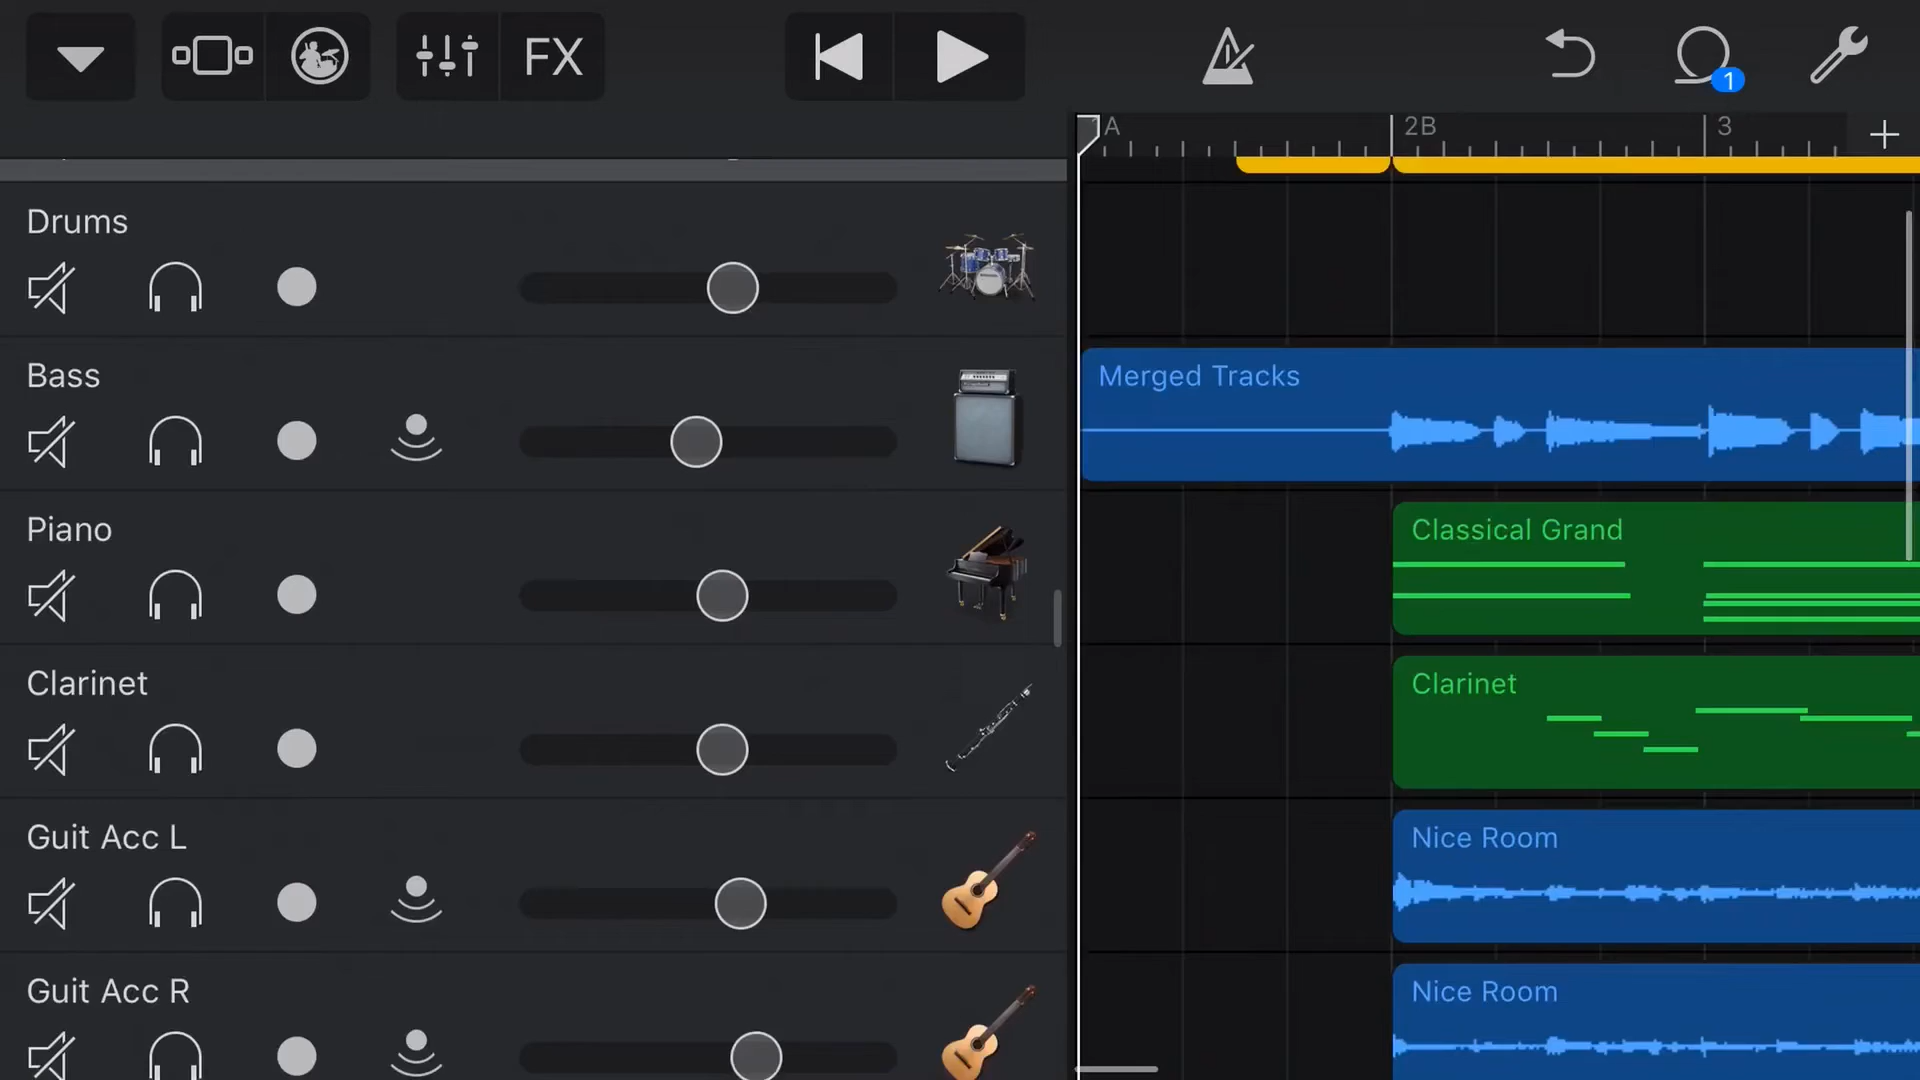 FX
1
A
2B
3
Drums
Bass
Merged Tracks
Piano
Classical Grand
Clarinet
Clarinet
Guit Acc L
Nice Room
Guit Acc R
Nice Room